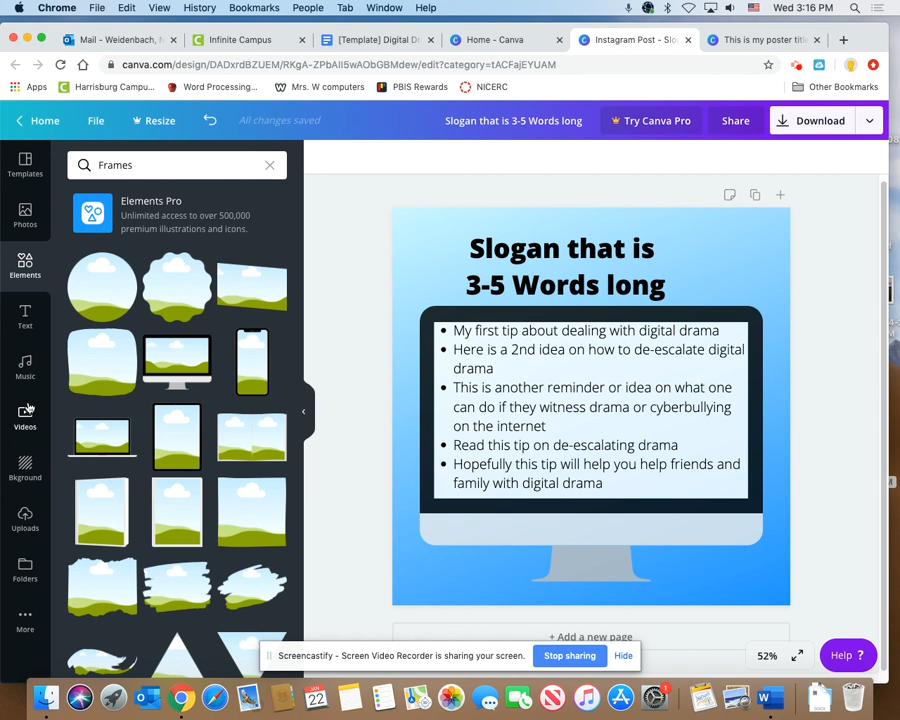 Chrome File Edit View History Bookmarks People Tab Window Help Wed 3:16 PM
Mail - Weidenbach, N Infinite Campus [Template] Digital D Home - Canva Instagram Post - Slo This is my poster title
canva.com/design/DADxrdBZUEM/RKgA-ZPbAIl5wAObGBMdew/edit?category=tACFajEYUAM
Apps Harrisburg Campu... Word Processing... Mrs. W computers PBIS Rewards NICERC Other Bookmarks
Home File Resize All changes saved Slogan that is 3-5 Words long Try Canva Pro Share Download
Templates
Photos
Elements
Text
Music
Videos
Bkground
Uploads
Folders
More
Frames
Elements Pro
Unlimited access to over 500,000
premium illustrations and icons.
Slogan that is
3-5 Words long
• My first tip about dealing with digital drama
• Here is a 2nd idea on how to de-escalate digital
drama
• This is another reminder or idea on what one
can do if they witness drama or cyberbullying
on the internet
• Read this tip on de-escalating drama
• Hopefully this tip will help you help friends and
family with digital drama
+ Add a new page
Screencastify - Screen Video Recorder is sharing your screen. Stop sharing Hide
52%
Help ?
JAN
22
1
W